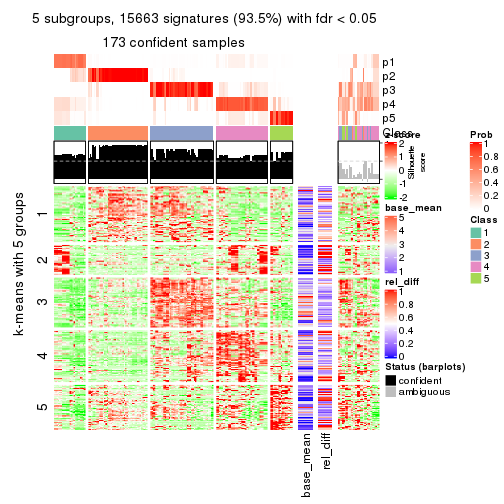 5 subgroups, 15663 signatures (93.5%) with fdr < 0.05
173 confident samples
p1
p2
p3
p4
p5
Class
Silhouette
score
k-means with 5 groups
1
2
3
4
5
base_mean
rel_diff
z-score
2
1
0
-1
-2
base_mean
5
4
3
2
1
rel_diff
1
0.8
0.6
0.4
0.2
0
Status (barplots)
confident
ambiguous
Prob
1
0.8
0.6
0.4
0.2
0
Class
1
2
3
4
5